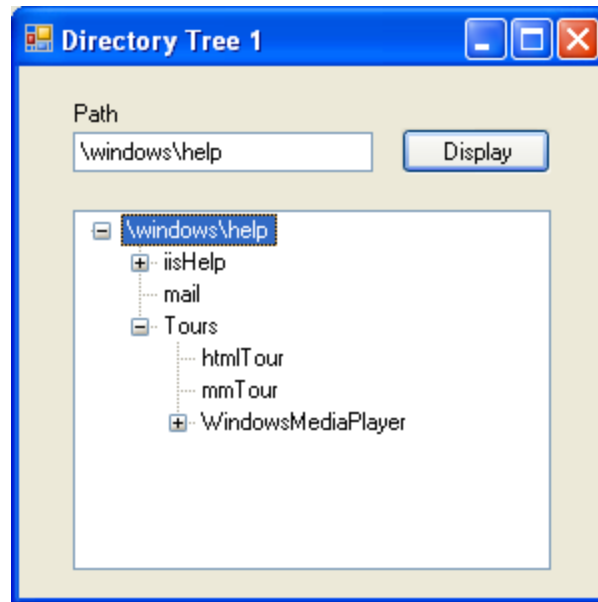 Directory Tree 1
Path
\windows\help
Display
\windows\help
iisHelp
mail
Tours
htmlTour
mmTour
WindowsMediaPlayer